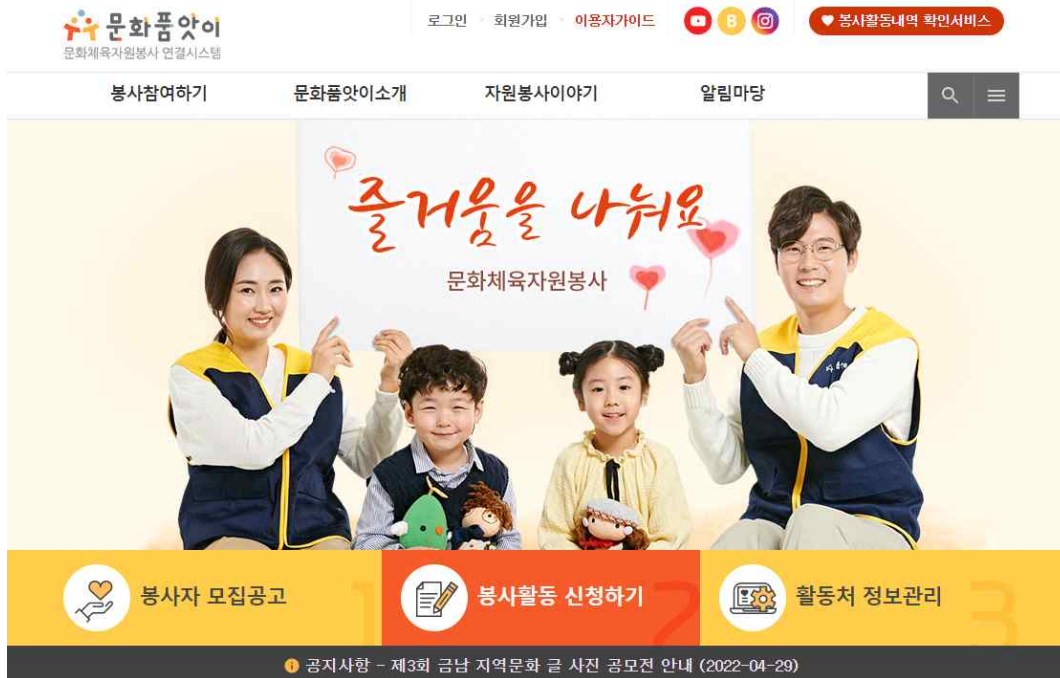 문화품앗이
문화체육자원봉사 연결시스템
로그인 회원가입 이용자가이드
B
봉사활동내역 확인서비스
봉사참여하기 문화품앗이소개 자원봉사이야기 알림마당
즐거움을 나눠요
문화체육자원봉사
봉사자 모집공고 1
봉사활동 신청하기 2
활동처 정보관리 3
공지사항 - 제3회 금남 지역문화 글 사진 공모전 안내 (2022-04-29)